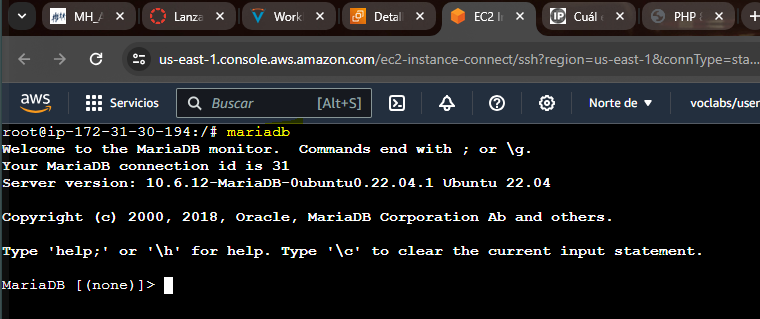 MH_A
Lanza
Work
Detall
EC2 In
IP
Cuál e
PHP 8
us-east-1.console.aws.amazon.com/ec2-instance-connect/ssh?region=us-east-1&connType=sta...
aws
Servicios
Buscar
[Alt+S]
Norte de
voclabs/user
root@ip-172-31-30-194:/# mariadb
Welcome to the MariaDB monitor.  Commands end with ; or \g.
Your MariaDB connection id is 31
Server version: 10.6.12-MariaDB-0ubuntu0.22.04.1 Ubuntu 22.04
Copyright (c) 2000, 2018, Oracle, MariaDB Corporation Ab and others.
Type 'help;' or '\h' for help. Type '\c' to clear the current input statement.
MariaDB [(none)]>